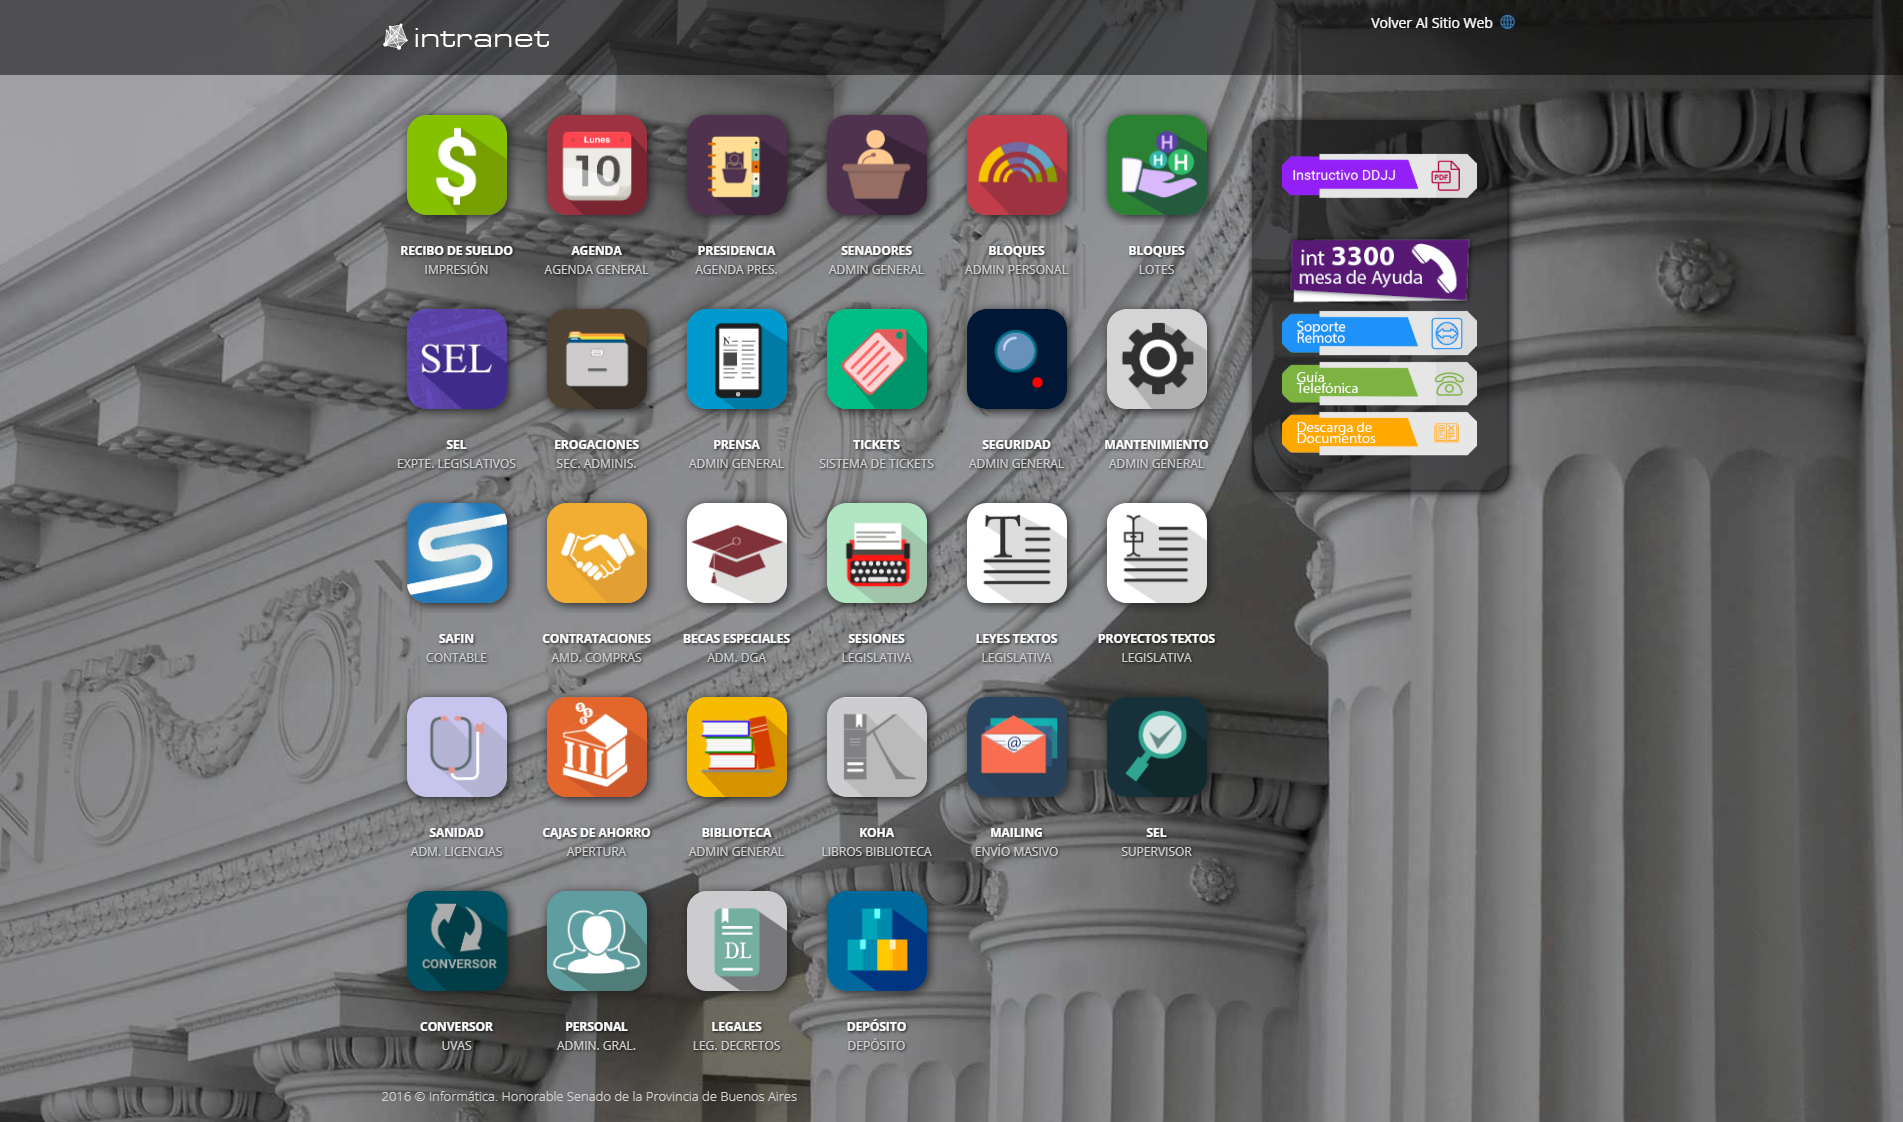 intranet
Volver Al Sitio Web
Lunes
10
H
H
H
RECIBO DE SUELDO
IMPRESIÓN
AGENDA
AGENDA GENERAL
PRESIDENCIA
AGENDA PRES.
SENADORES
ADMIN GENERAL
BLOQUES
ADMIN PERSONAL
BLOQUES
LOTES
Instructivo DDJJ
PDF
int 3300
mesa de Ayuda
Soporte
Remoto
Guía
Telefónica
Descarga de
Documentos
SEL
N
SEL
EXPTE. LEGISLATIVOS
EROGACIONES
SEC. ADMINIS.
PRENSA
ADMIN GENERAL
TICKETS
SISTEMA DE TICKETS
SEGURIDAD
ADMIN GENERAL
MANTENIMIENTO
ADMIN GENERAL
S
T
SAFIN
CONTABLE
CONTRATACIONES
AMD. COMPRAS
BECAS ESPECIALES
ADM. DGA
SESIONES
LEGISLATIVA
LEYES TEXTOS
LEGISLATIVA
PROYECTOS TEXTOS
LEGISLATIVA
@
SANIDAD
ADM. LICENCIAS
CAJAS DE AHORRO
APERTURA
BIBLIOTECA
ADMIN GENERAL
KOHA
LIBROS BIBLIOTECA
MAILING
ENVÍO MASIVO
SEL
SUPERVISOR
CONVERSOR
DL
CONVERSOR
UVAS
PERSONAL
ADMIN. GRAL.
LEGALES
LEG. DECRETOS
DEPÓSITO
DEPÓSITO
2016 © Informática. Honorable Senado de la Provincia de Buenos Aires